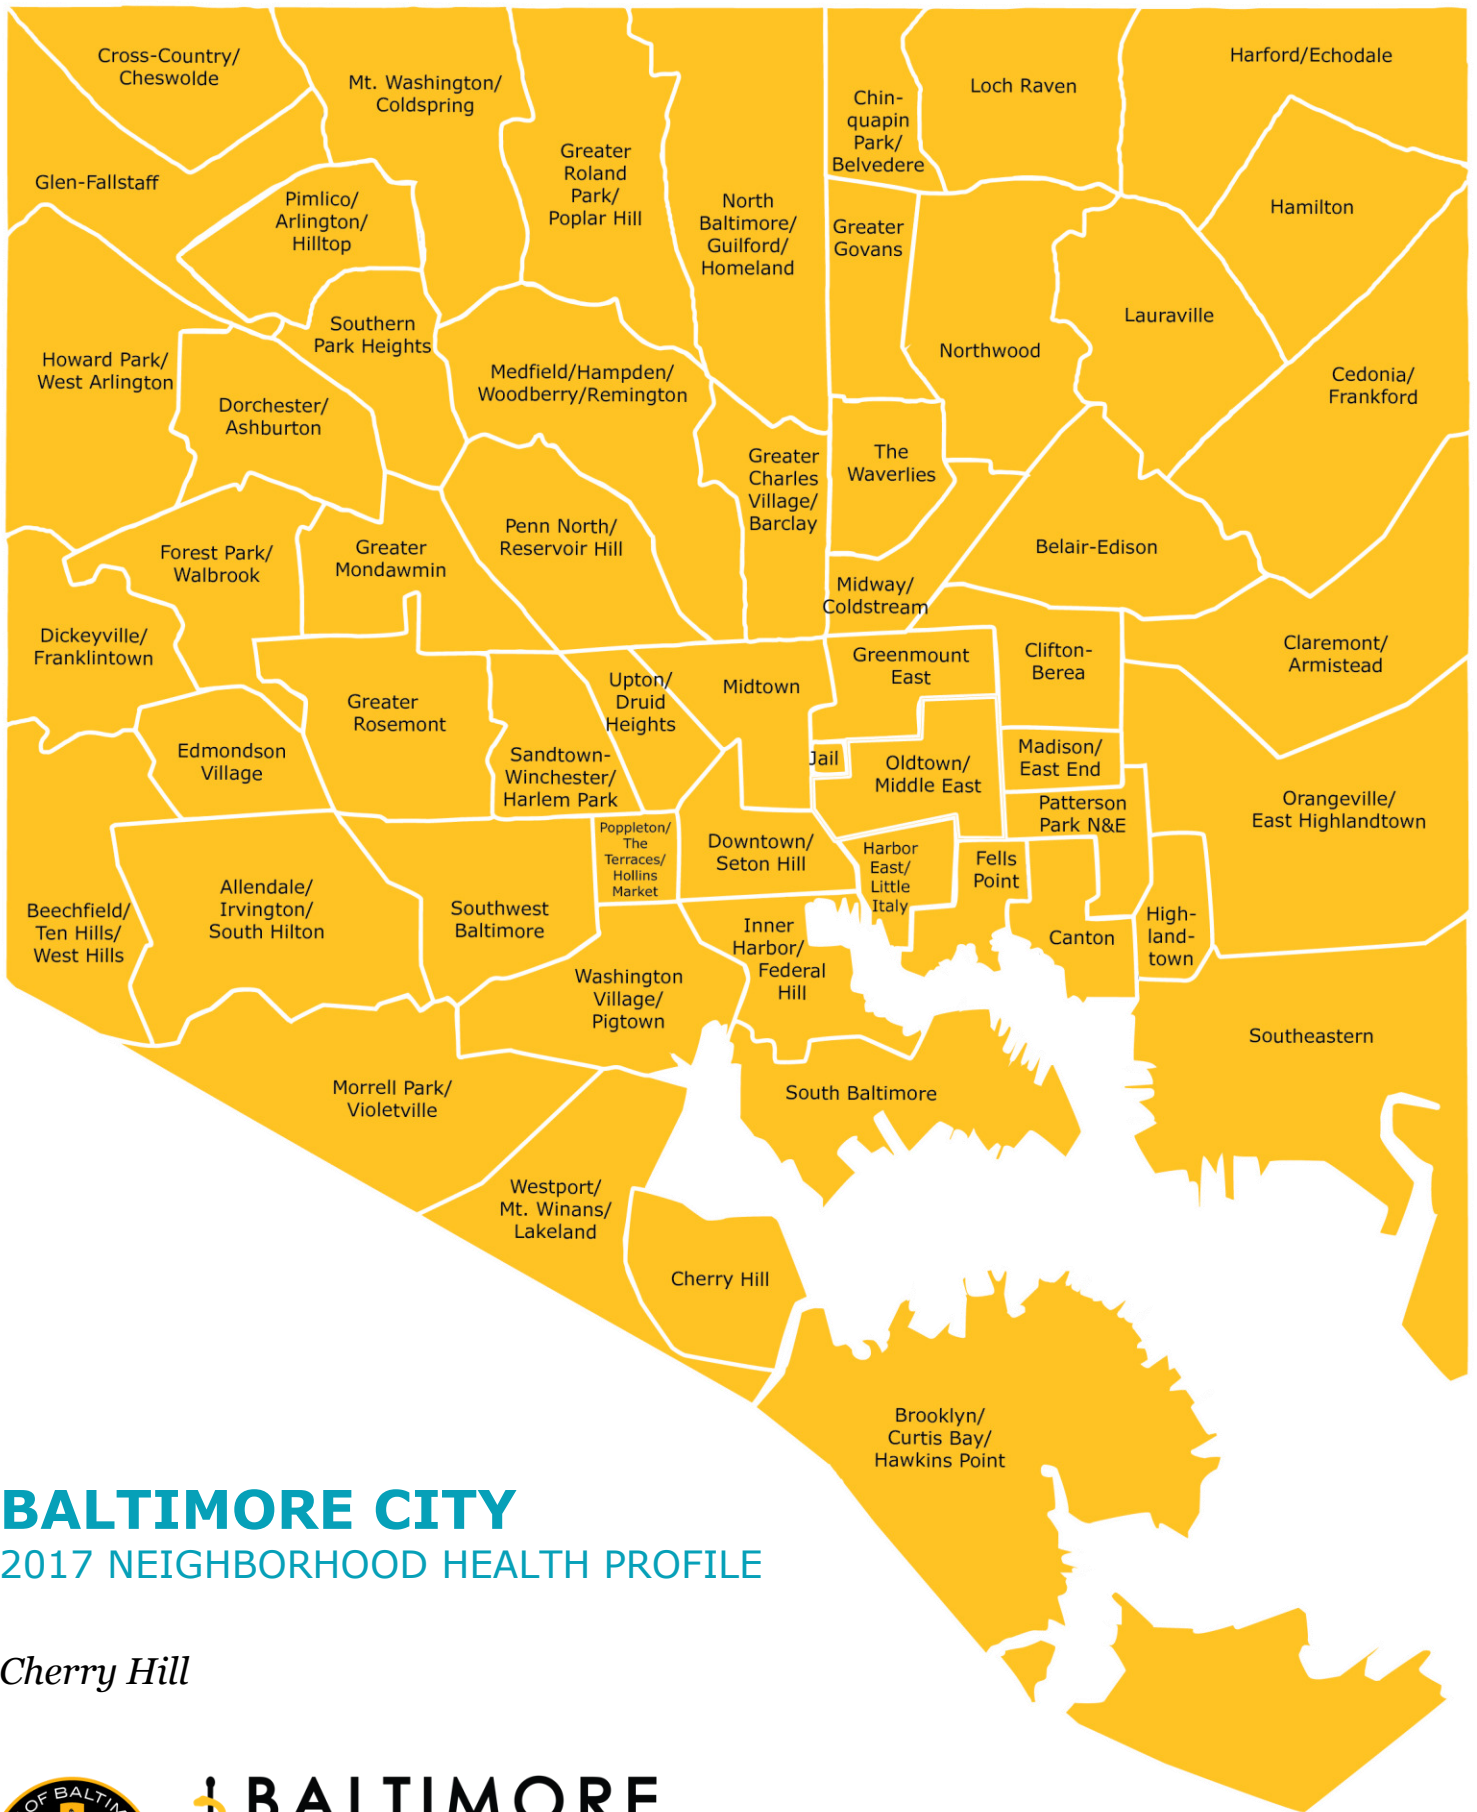 Cross-Country/
Cheswolde
Mt. Washington/
Coldspring
Greater
Roland
Park/
Poplar Hill
North
Baltimore/
Guilford/
Homeland
Chin-
quapin
Park/
Belvedere
Loch Raven
Harford/Echodale
Glen-Fallstaff
Pimlico/
Arlington/
Hilltop
Greater
Govans
Hamilton
Southern
Park Heights
Lauraville
Northwood
Howard Park/
West Arlington
Dorchester/
Ashburton
Medfield/Hampden/
Woodberry/Remington
Cedonia/
Frankford
Greater
Charles
Village/
Barclay
The
Waverlies
Forest Park/
Walbrook
Greater
Mondawmin
Penn North/
Reservoir Hill
Belair-Edison
Midway/
Coldstream
Dickeyville/
Franklintown
Greater
Rosemont
Upton/
Druid
Heights
Midtown
Greenmount
East
Clifton-
Berea
Claremont/
Armistead
Edmondson
Village
Sandtown-
Winchester/
Harlem Park
Jail
Oldtown/
Middle East
Madison/
East End
Patterson
Park N&E
Orangeville/
East Highlandtown
Poppleton/
The
Terraces/
Hollins
Market
Downtown/
Seton Hill
Harbor
East/
Little
Italy
Fells
Point
Beechfield/
Ten Hills/
West Hills
Allendale/
Irvington/
South Hilton
Southwest
Baltimore
Inner
Harbor/
Federal
Hill
Canton
High-
land-
town
Washington
Village/
Pigtown
Southeastern
Morrell Park/
Violetville
South Baltimore
Westport/
Mt. Winans/
Lakeland
Cherry Hill
Brooklyn/
Curtis Bay/
Hawkins Point
BALTIMORE CITY
2017 NEIGHBORHOOD HEALTH PROFILE
Cherry Hill
OF BALTIM
BALTIMORE